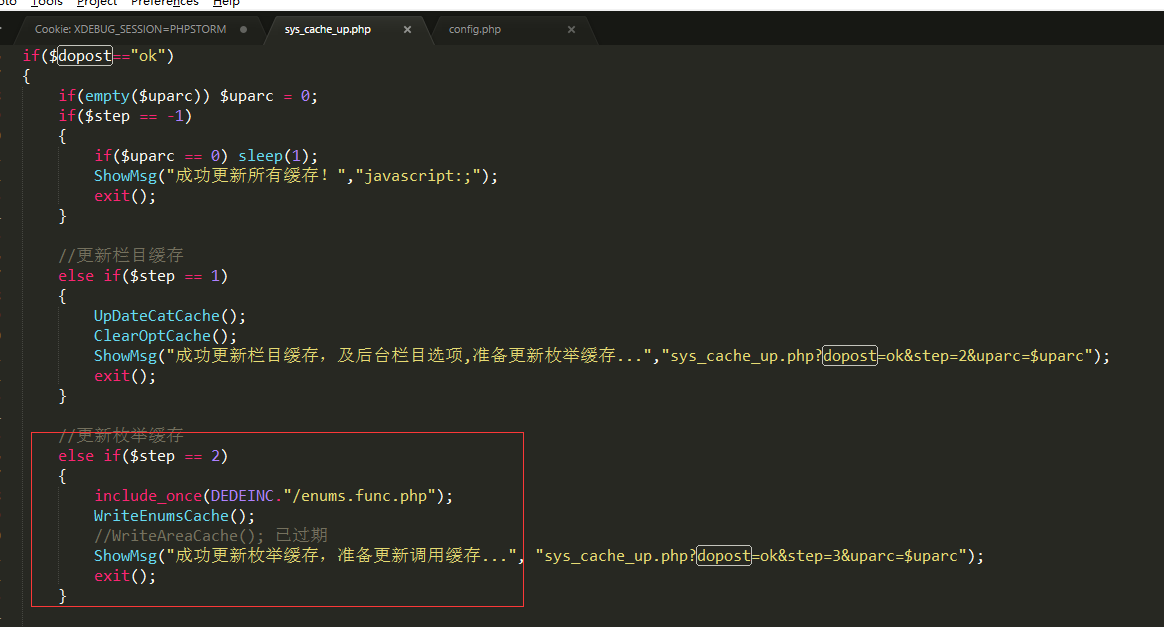 Tools Project Preferences Help
Cookie: XDEBUG_SESSION=PHPSTORM sys_cache_up.php config.php
if($dopost=="ok")
{
if(empty($uparc)) $uparc = 0;
if($step == -1)
{
if($uparc == 0) sleep(1);
ShowMsg("成功更新所有缓存！","javascript:;");
exit();
}
//更新栏目缓存
else if($step == 1)
{
UpDateCatCache();
ClearOptCache();
ShowMsg("成功更新栏目缓存，及后台栏目选项,准备更新枚举缓存...","sys_cache_up.php?dopost=ok&step=2&uparc=$uparc");
exit();
}
//更新枚举缓存
else if($step == 2)
{
include_once(DEDEINC."/enums.func.php");
WriteEnumsCache();
//WriteAreaCache(); 已过期
ShowMsg("成功更新枚举缓存，准备更新调用缓存...", "sys_cache_up.php?dopost=ok&step=3&uparc=$uparc");
exit();
}